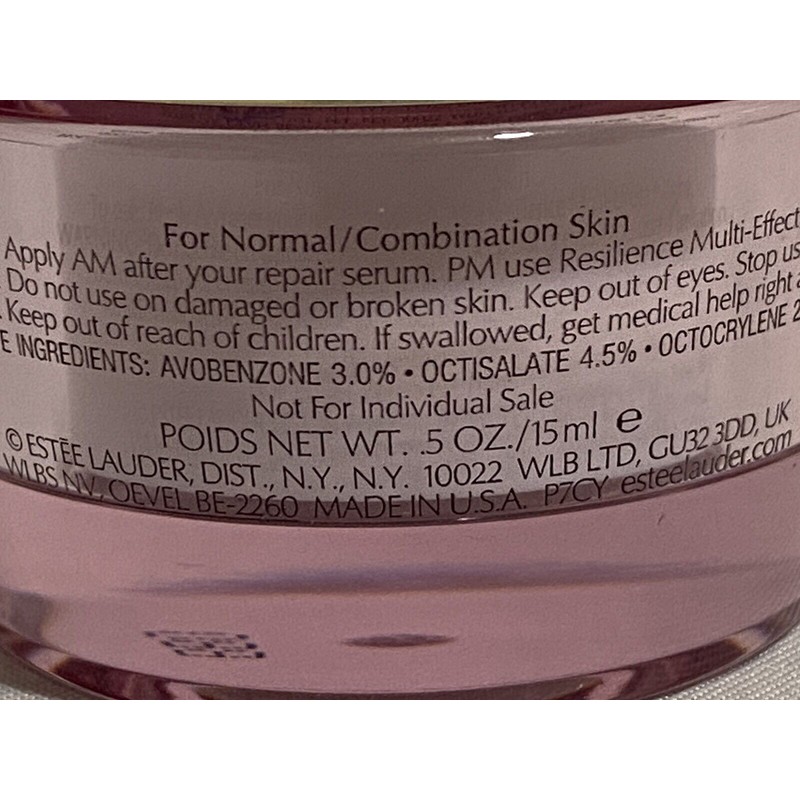 For Normal/Combination Skin
Apply AM after your repair serum. PM use Resilience Multi-Effect
Do not use on damaged or broken skin. Keep out of eyes. Stop us
Keep out of reach of children. If swallowed, get medical help right a
E INGREDIENTS: AVOBENZONE 3.0% • OCTISALATE 4.5% • OCTOCRYLENE 2
Not For Individual Sale
POIDS NET WT. .5 OZ./15ml ℮
© ESTĒE LAUDER, DIST., N.Y., N.Y. 10022 WLB LTD, GU32 3DD, UK
WLBS NV, OEVEL BE-2260 MADE IN U.S.A. P7CY esteelauder.com